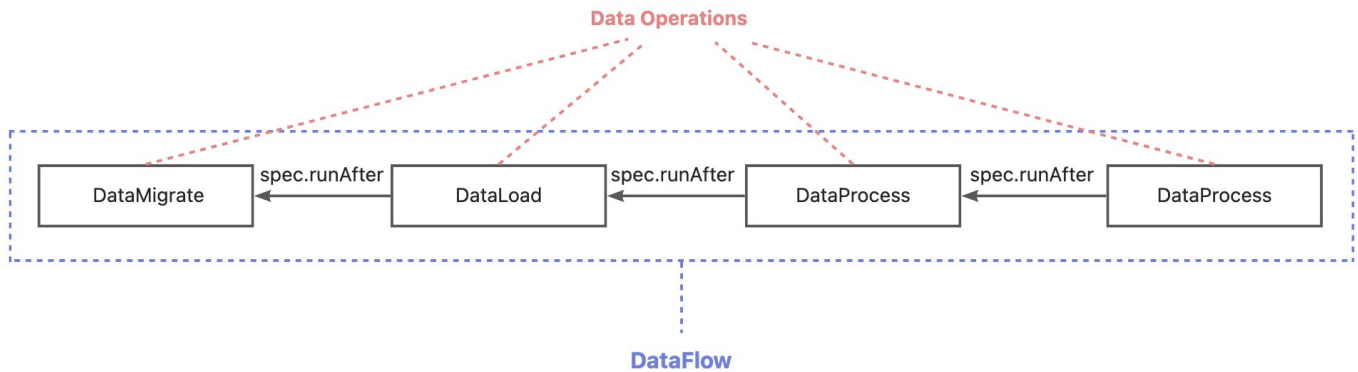 Data Operations
spec.runAfter
spec.runAfter
spec.runAfter
DataMigrate
DataLoad
DataProcess
DataProcess
DataFlow